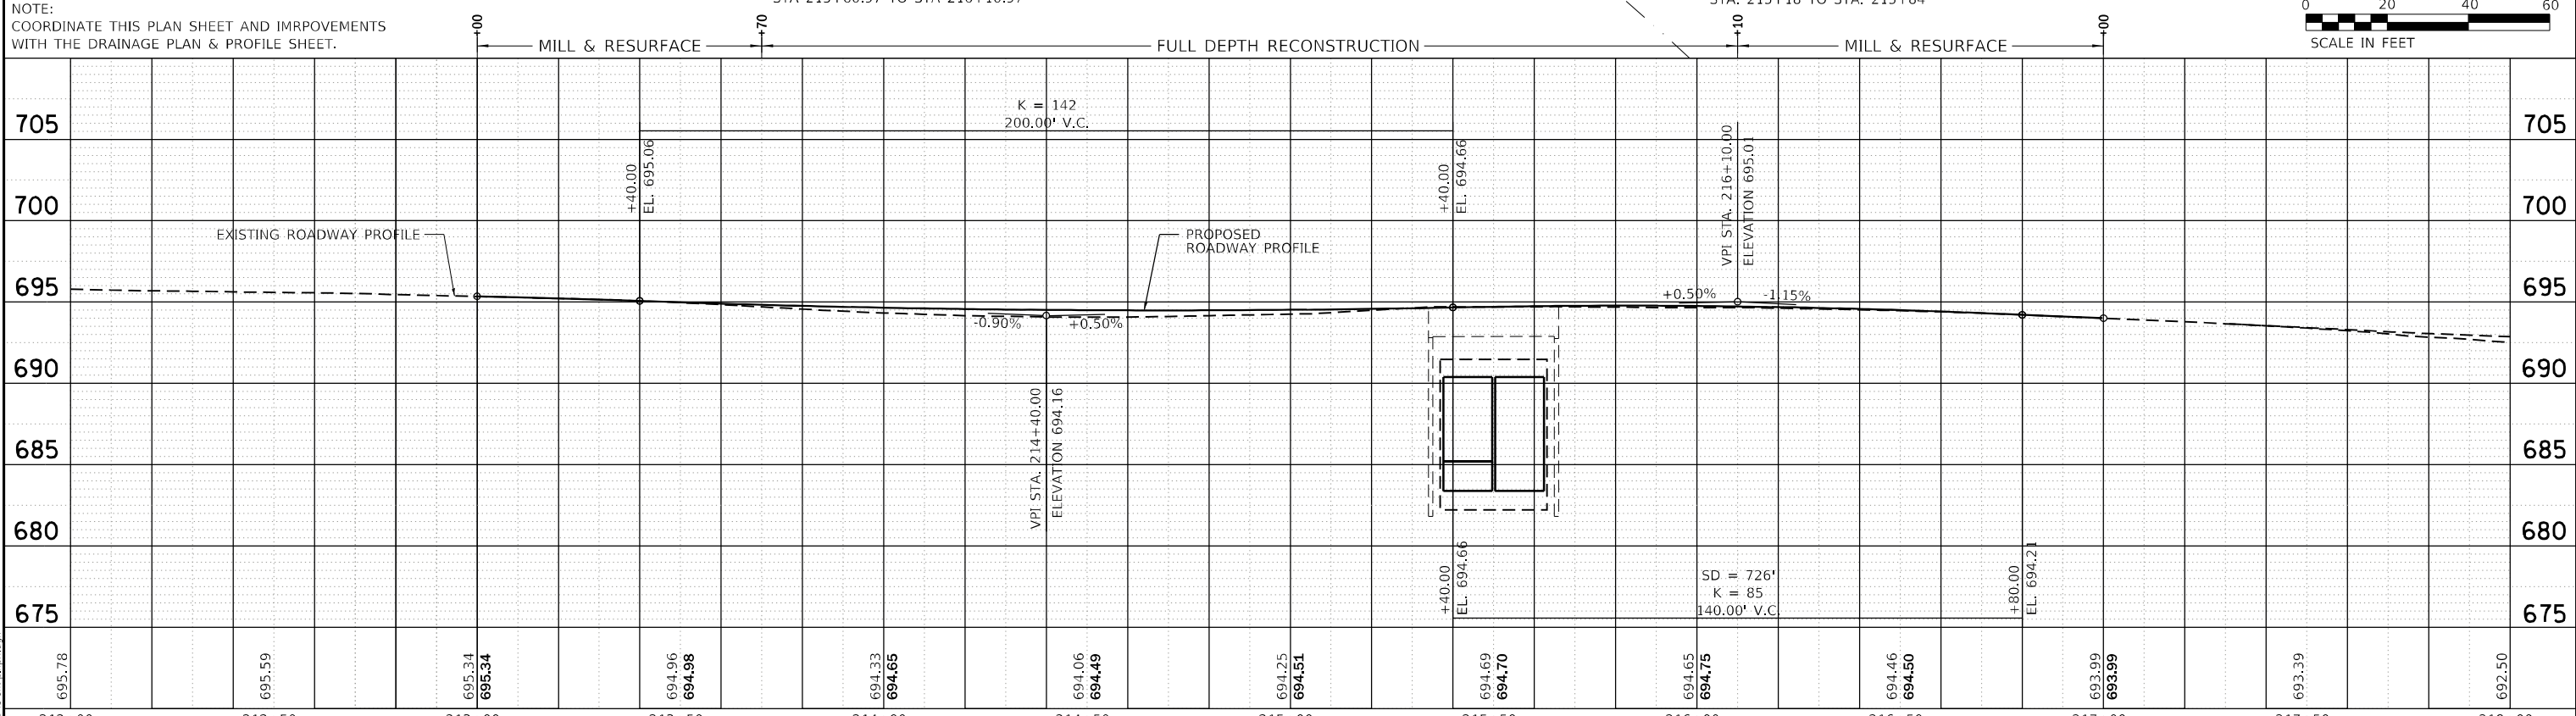 NOTE:
COORDINATE THIS PLAN SHEET AND IMRPOVEMENTS
WITH THE DRAINAGE PLAN & PROFILE SHEET.
+00
+70
+10
+00
MILL & RESURFACE
FULL DEPTH RECONSTRUCTION
MILL & RESURFACE
0 20 40 60
SCALE IN FEET
705
705
K = 142
200.00' V.C.
+40.00
EL. 695.06
+40.00
EL. 694.66
VPI STA. 216+10.00
ELEVATION 695.01
700
700
EXISTING ROADWAY PROFILE
PROPOSED
ROADWAY PROFILE
695
695
+0.50%
-1.15%
-0.90%
+0.50%
690
690
VPI STA. 214+40.00
ELEVATION 694.16
685
685
680
680
+40.00
EL. 694.66
SD = 726'
K = 85
140.00' V.C.
+80.00
EL. 694.21
675
675
695.78
695.59
695.34
695.34
694.96
694.98
694.33
694.65
694.06
694.49
694.25
694.51
694.69
694.70
694.65
694.75
694.46
694.50
693.99
693.99
693.39
692.50